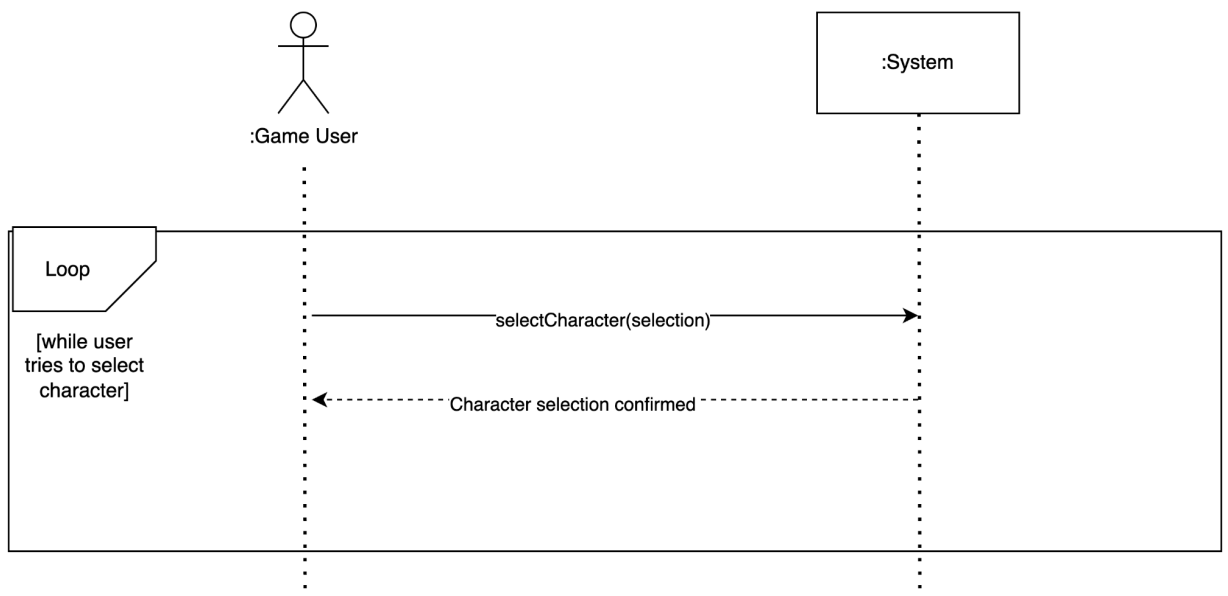 :Game User
:System
Loop
[while user
tries to select
character]
selectCharacter(selection)
Character selection confirmed